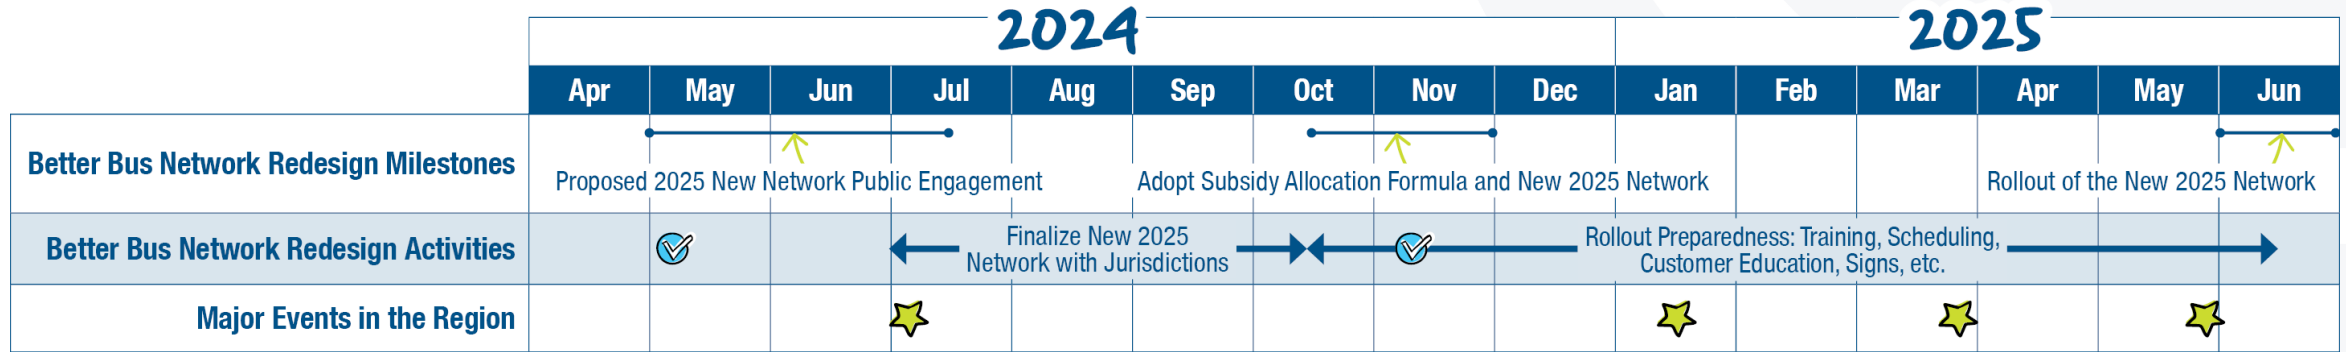 2024
2025
Apr May Jun Jul Aug Sep Oct Nov Dec Jan Feb Mar Apr May Jun
Better Bus Network Redesign Milestones
Proposed 2025 New Network Public Engagement
Adopt Subsidy Allocation Formula and New 2025 Network
Rollout of the New 2025 Network
Better Bus Network Redesign Activities
Finalize New 2025
Network with Jurisdictions
Rollout Preparedness: Training, Scheduling,
Customer Education, Signs, etc.
Major Events in the Region